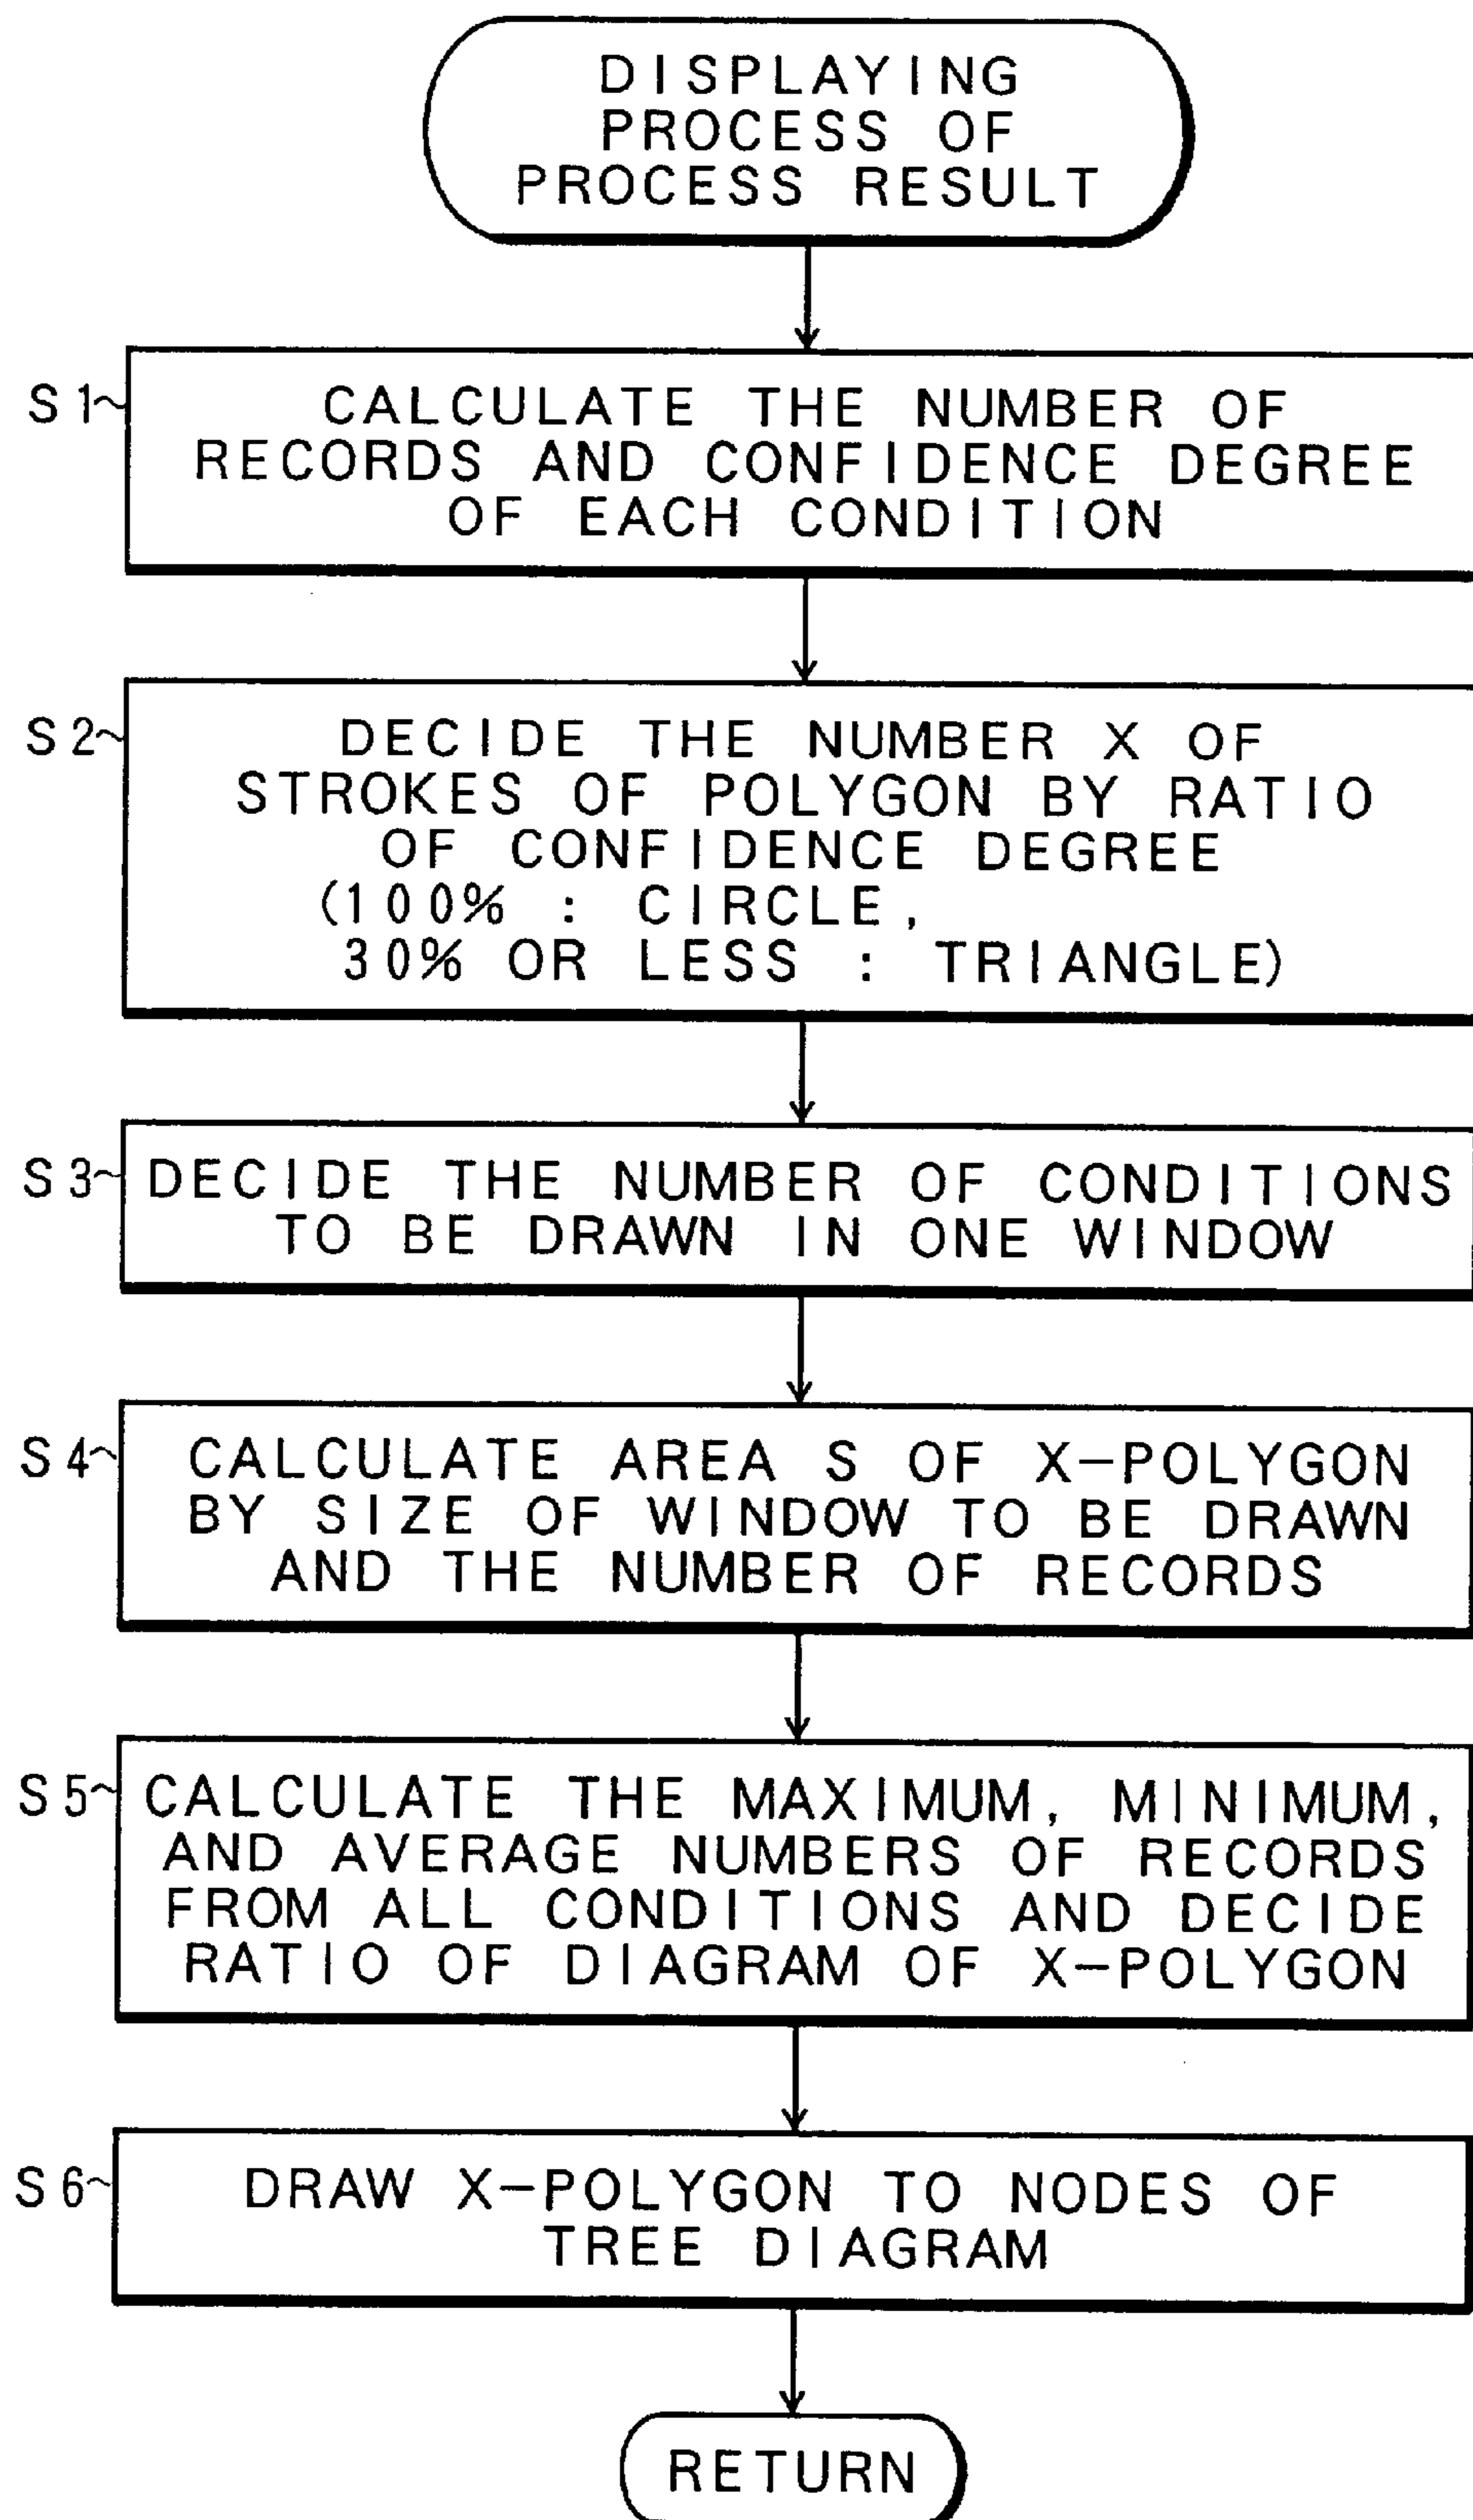 DISPLAYING
PROCESS OF
PROCESS RESULT
S1
CALCULATE THE NUMBER OF
RECORDS AND CONFIDENCE DEGREE
OF EACH CONDITION
S2
DECIDE THE NUMBER X OF
STROKES OF POLYGON BY RATIO
OF CONFIDENCE DEGREE
(100% : CIRCLE,
30% OR LESS : TRIANGLE)
S3
DECIDE THE NUMBER OF CONDITIONS
TO BE DRAWN IN ONE WINDOW
S4
CALCULATE AREA S OF X-POLYGON
BY SIZE OF WINDOW TO BE DRAWN
AND THE NUMBER OF RECORDS
S5
CALCULATE THE MAXIMUM, MINIMUM,
AND AVERAGE NUMBERS OF RECORDS
FROM ALL CONDITIONS AND DECIDE
RATIO OF DIAGRAM OF X-POLYGON
S6
DRAW X-POLYGON TO NODES OF
TREE DIAGRAM
RETURN